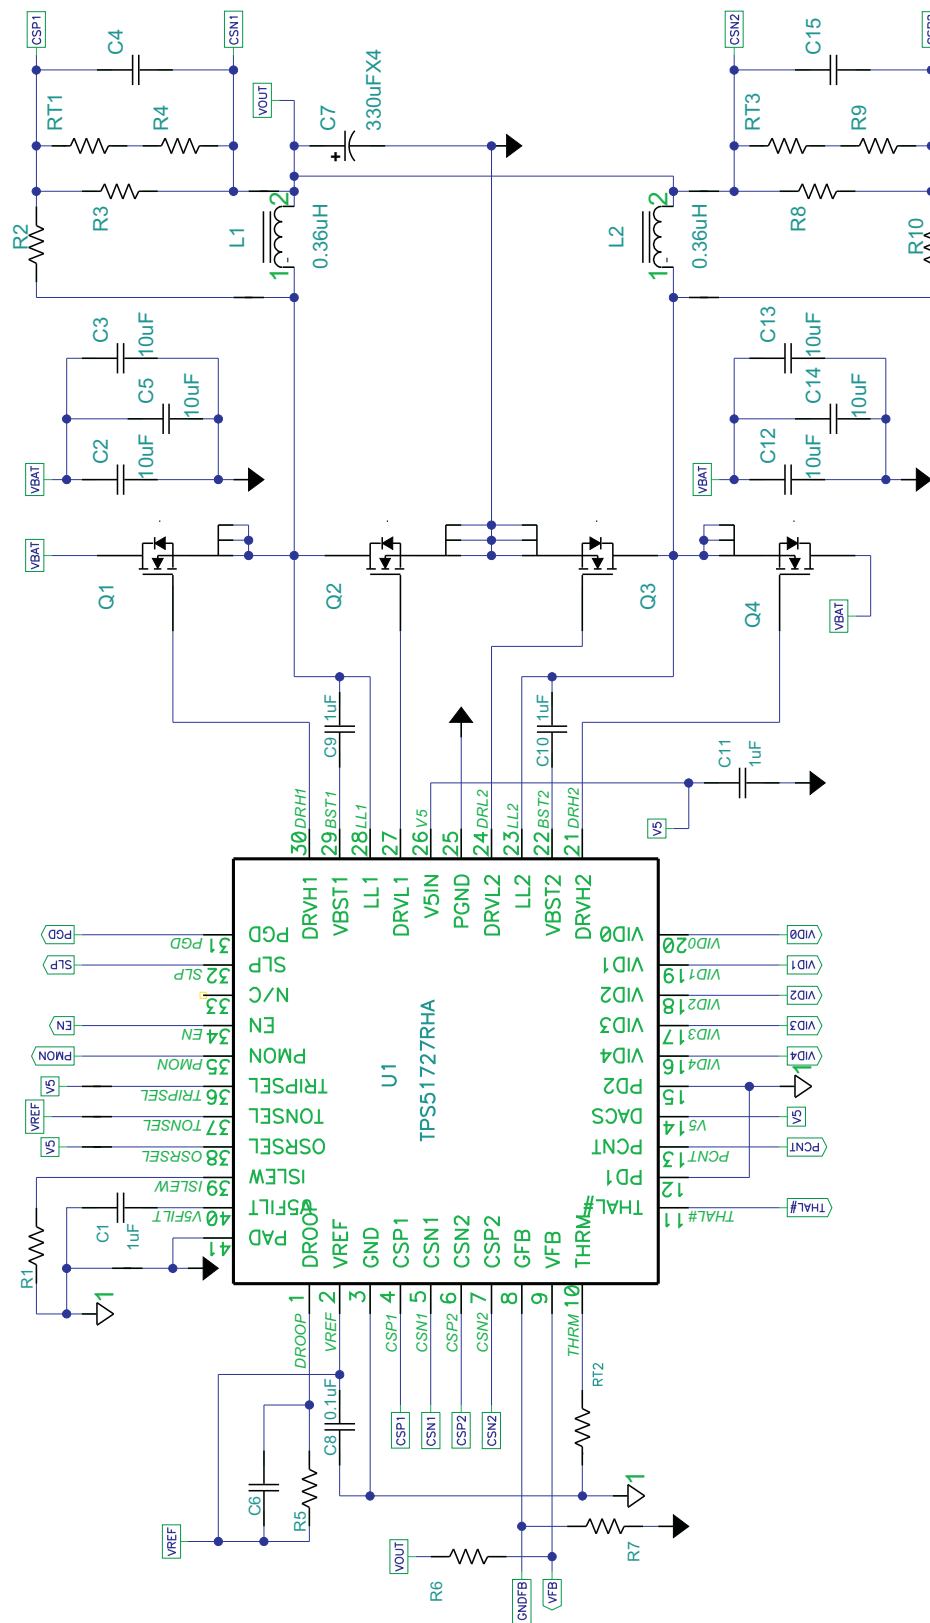 CSP1
C4
CSN1
RT1
R4
R3
R2
VOUT
C7
330uFX4
L1
2
1
0.36uH
CSN2
C15
RT3
R9
R8
R10
L2
2
1
0.36uH
C3
10uF
C5
10uF
C2
10uF
VBAT
C13
10uF
C14
10uF
C12
10uF
VBAT
VBAT
Q1
Q2
Q3
Q4
VBAT
C9
1uF
C10
1uF
C11
1uF
V5
30 DRH1
29 BST1
28 LL1
27
26 V5
25
24 DRL2
23 LL2
22 BST2
21 DRH2
DRVH1
VBST1
LL1
DRVL1
V5IN
PGND
DRVL2
LL2
VBST2
DRVH2
PGD
PGD
31
PGD
SLP
SLP
32
SLP
33
N/C
EN
EN
34
EN
PMON
PMON
35
PMON
V5
TRIPSEL
36
TRIPSEL
VREF
TONSEL
37
TONSEL
V5
OSRSEL
38
OSRSEL
ISLEW
39
ISLEW
V5FILT
40
V5FILT
41
PAD
U1
TPS51727RHA
VID0
20
VID0
VID0
VID1
19
VID1
VID1
VID2
18
VID2
VID2
VID3
17
VID3
VID3
VID4
16
VID4
VID4
PD2
15
1
DACS
14
V5
V5
PCNT
13
PCNT
PCNT
PD1
12
THAL#
11
THAL#
THAL#
R1
C1
1uF
1
DROOP
VREF
GND
CSP1
CSN1
CSN2
CSP2
GFB
VFB
THRM
1
2
3
4
5
6
7
8
9
10
DROOP
VREF
CSP1
CSN1
CSP2
CSN2
THRM
RT2
C8
0.1uF
C6
R5
VREF
CSP1
CSN1
CSP2
CSN2
1
VOUT
R6
R7
GNDFB
VFB